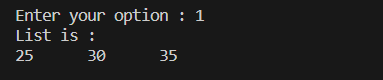 Enter your option : 1
List is :
25      30      35